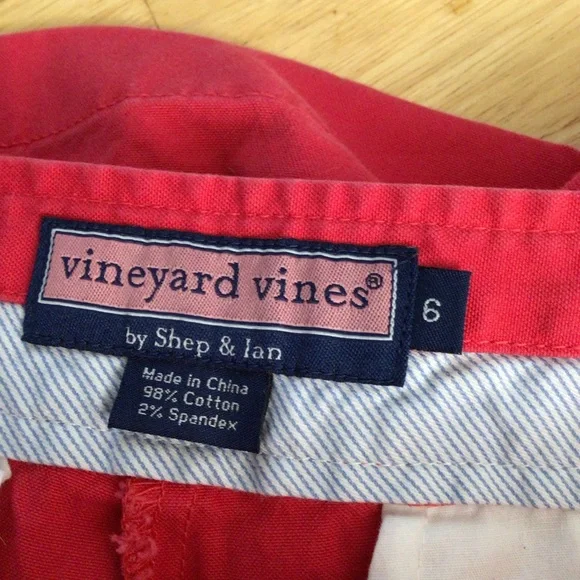 vineyard vines®
6
by Shep & Ian
Made in China
98% Cotton
2% Spandex